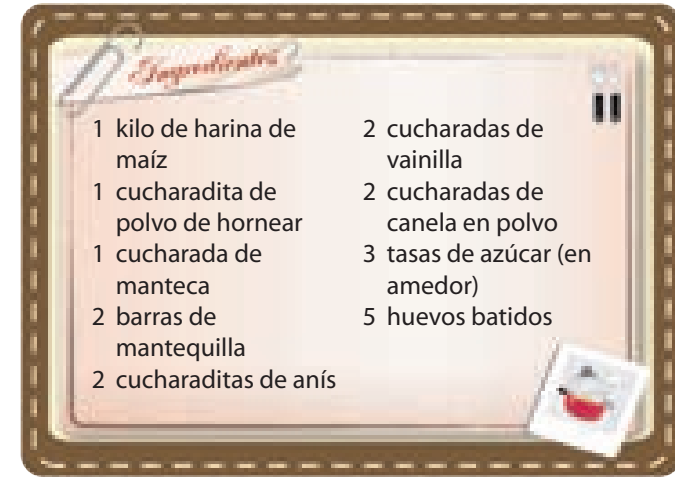 Ingredientes
1 kilo de harina de
maíz
1 cucharadita de
polvo de hornear
1 cucharada de
manteca
2 barras de
mantequilla
2 cucharaditas de anís
2 cucharadas de
vainilla
2 cucharadas de
canela en polvo
3 tasas de azúcar (en
amedor)
5 huevos batidos